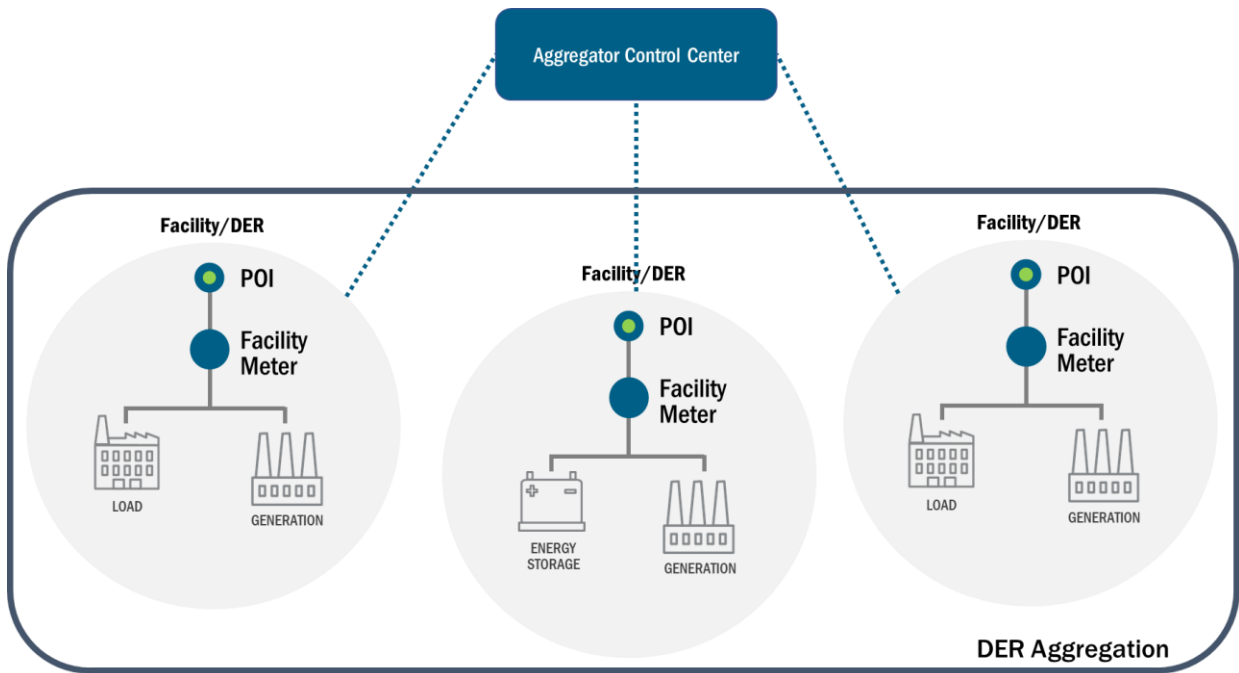 Aggregator Control Center
Facility/DER
POI
Facility
Meter
LOAD
GENERATION
Facility/DER
POI
Facility
Meter
ENERGY
STORAGE
GENERATION
Facility/DER
POI
Facility
Meter
LOAD
GENERATION
DER Aggregation